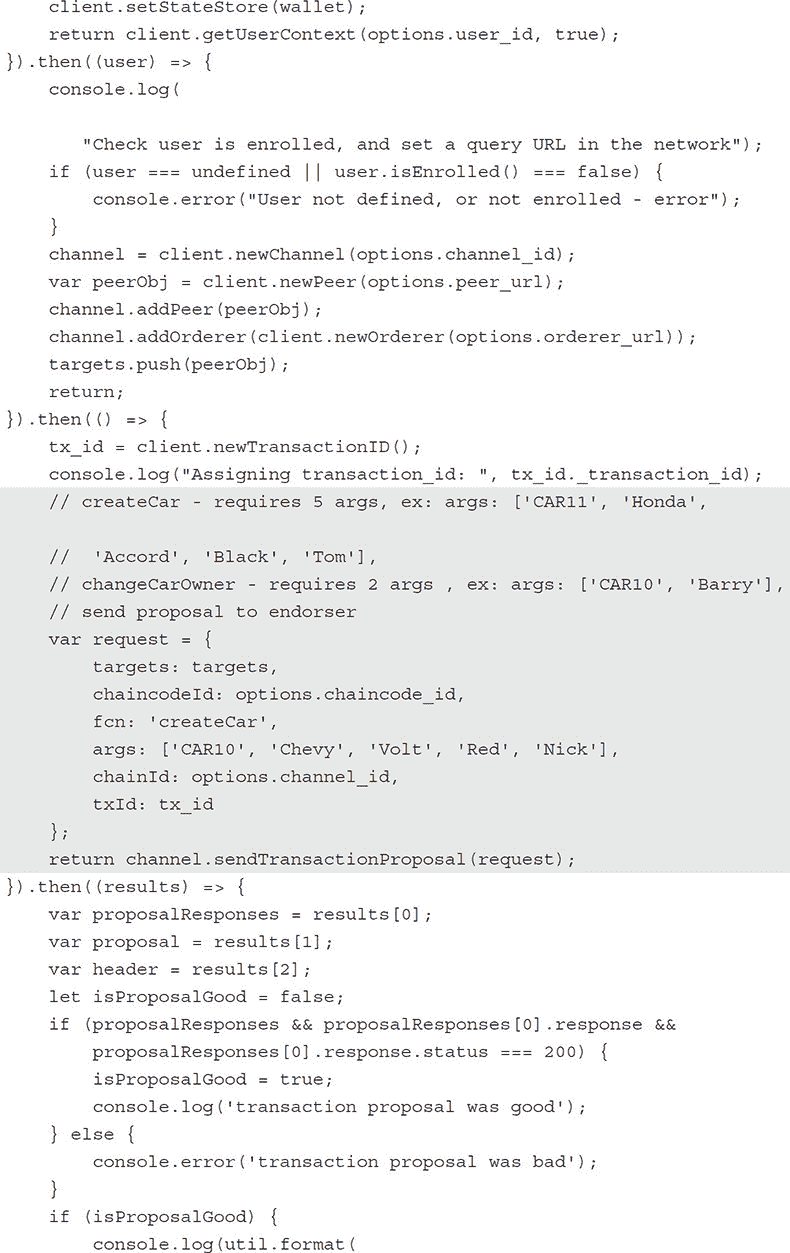 client.setStateStore(wallet);
return client.getUserContext(options.user_id, true);
}).then((user) => {
console.log(
"Check user is enrolled, and set a query URL in the network");
if (user === undefined || user.isEnrolled() === false) {
console.error("User not defined, or not enrolled - error");
}
channel = client.newChannel(options.channel_id);
var peerObj = client.newPeer(options.peer_url);
channel.addPeer(peerObj);
channel.addOrderer(client.newOrderer(options.orderer_url));
targets.push(peerObj);
return;
}).then(() => {
tx_id = client.newTransactionID();
console.log("Assigning transaction_id: ", tx_id._transaction_id);
// createCar - requires 5 args, ex: args: ['CAR11', 'Honda',
//  'Accord', 'Black', 'Tom'],
// changeCarOwner - requires 2 args , ex: args: ['CAR10', 'Barry'],
// send proposal to endorser
var request = {
targets: targets,
chaincodeId: options.chaincode_id,
fcn: 'createCar',
args: ['CAR10', 'Chevy', 'Volt', 'Red', 'Nick'],
chainId: options.channel_id,
txId: tx_id
};
return channel.sendTransactionProposal(request);
}).then((results) => {
var proposalResponses = results[0];
var proposal = results[1];
var header = results[2];
let isProposalGood = false;
if (proposalResponses && proposalResponses[0].response &&
proposalResponses[0].response.status === 200) {
isProposalGood = true;
console.log('transaction proposal was good');
} else {
console.error('transaction proposal was bad');
}
if (isProposalGood) {
console.log(util.format(